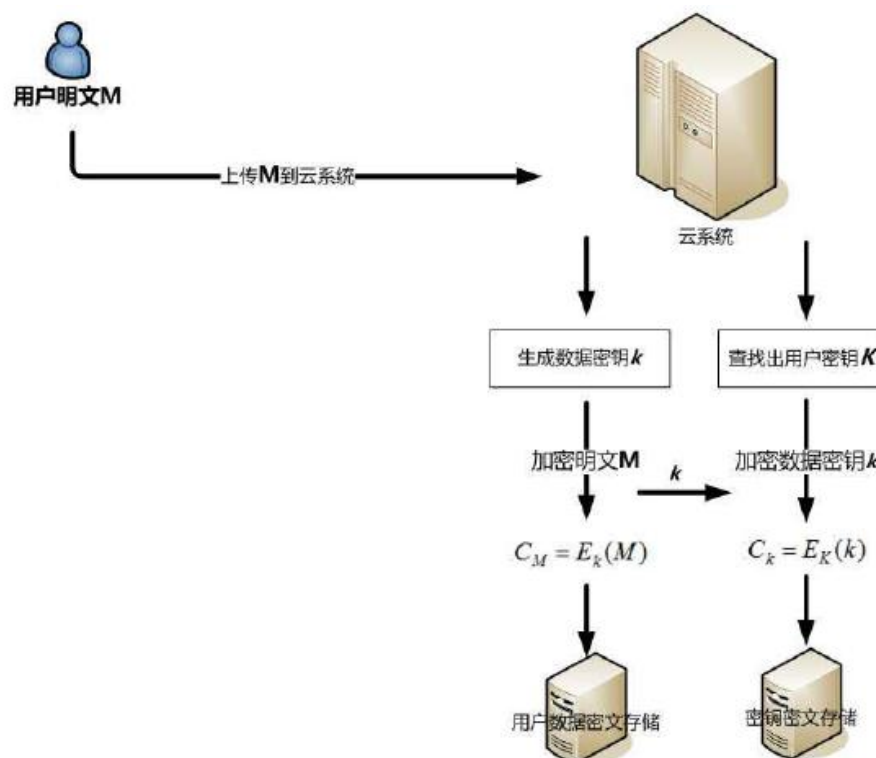 用户明文M
上传M到云系统
云系统
生成数据密钥k
查找出用户密钥K
加密明文M
k
加密数据密钥k
C_M = E_k(M)
C_k = E_K(k)
用户数据密文存储
密钥密文存储